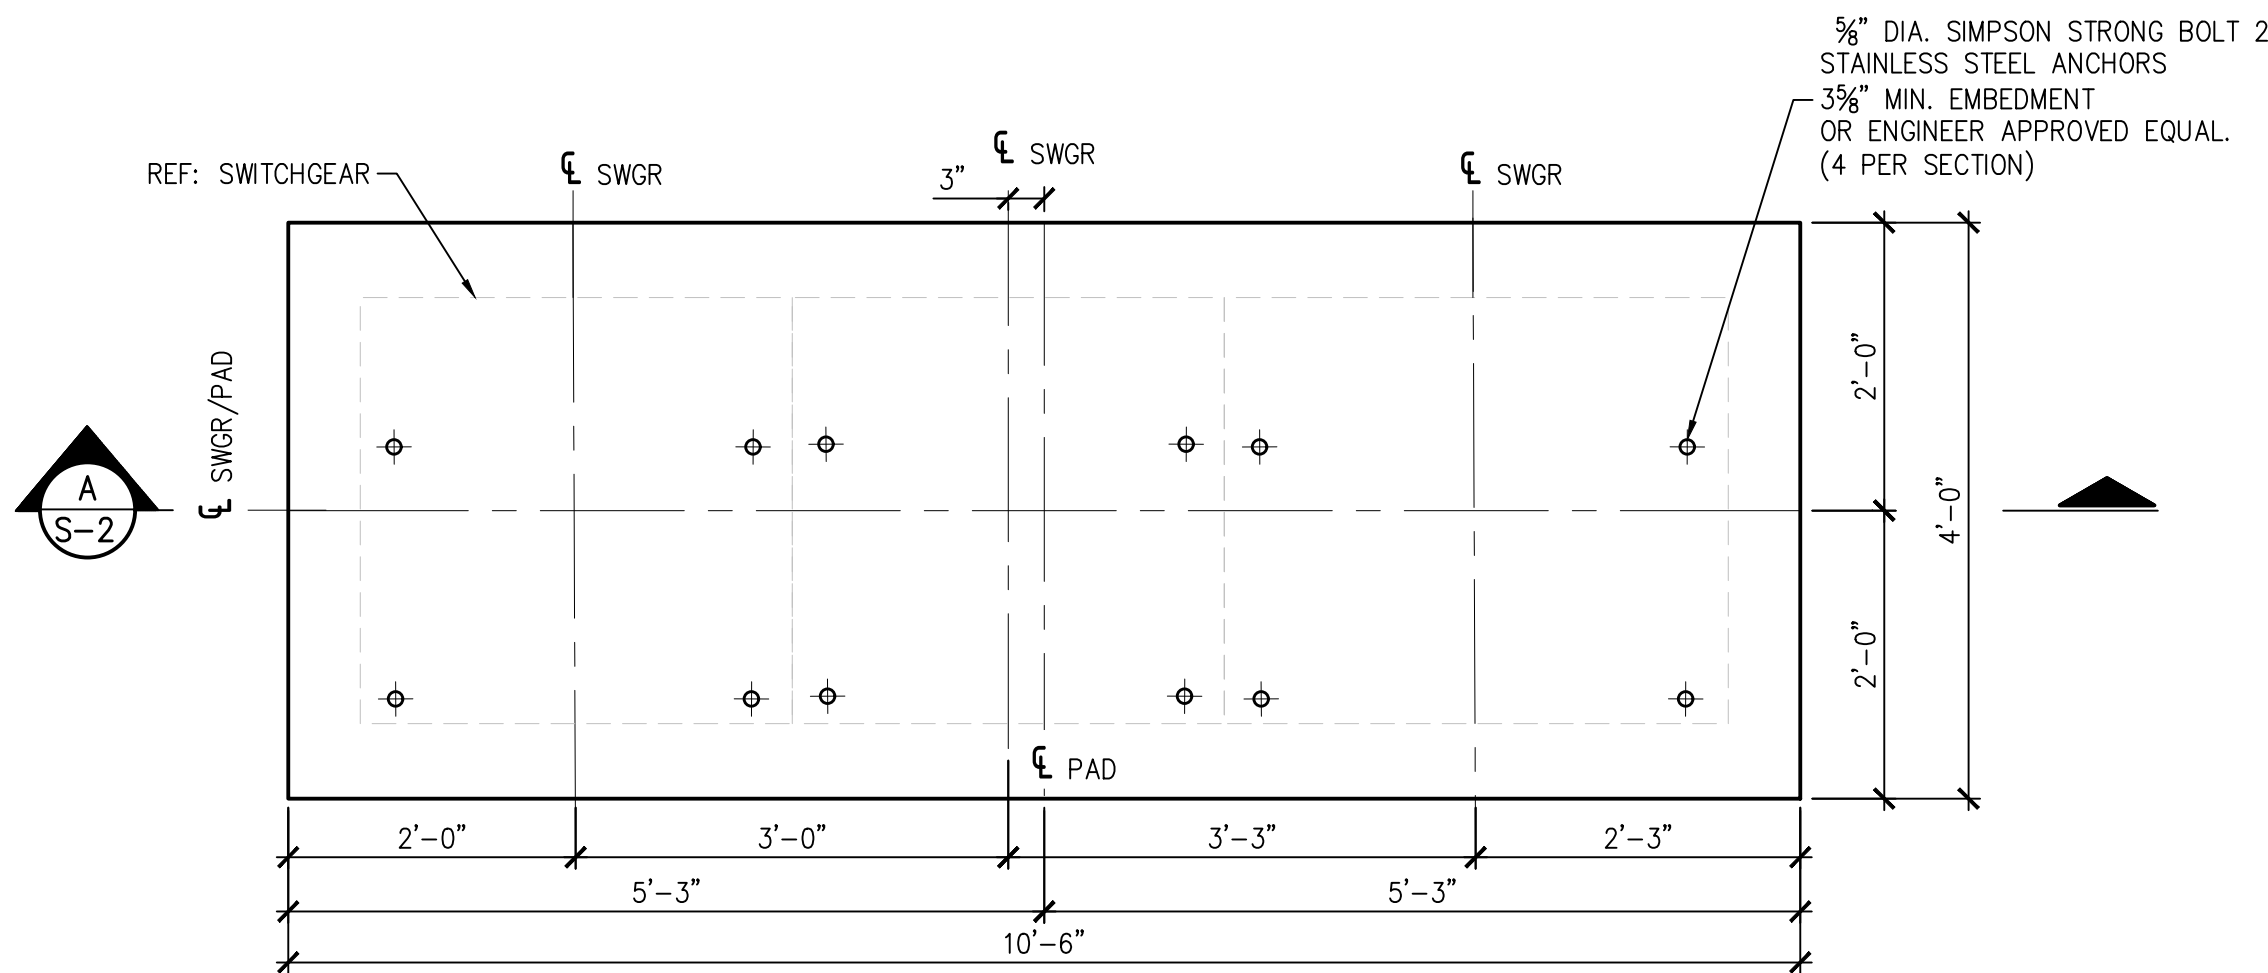 ⅝” DIA. SIMPSON STRONG BOLT 2
STAINLESS STEEL ANCHORS
3⅝” MIN. EMBEDMENT
OR ENGINEER APPROVED EQUAL.
(4 PER SECTION)
REF: SWITCHGEAR
℄ SWGR
3”
℄ SWGR
℄ SWGR
℄ SWGR/PAD
A
S-2
2’-0”
4’-0”
2’-0”
℄ PAD
2’-0”
3’-0”
3’-3”
2’-3”
5’-3”
5’-3”
10’-6”